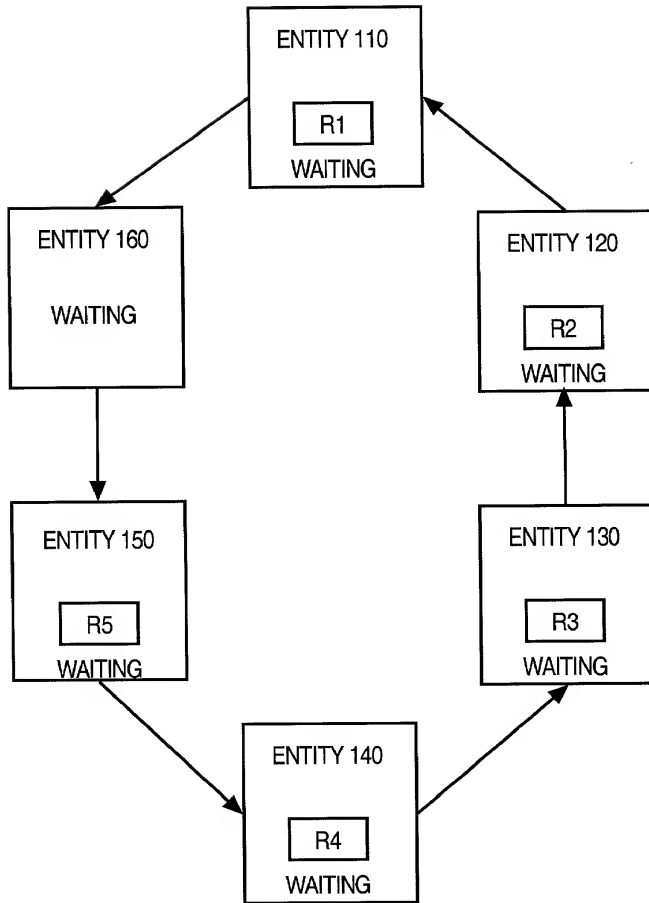 ENTITY 110
R1
WAITING
ENTITY 160
WAITING
ENTITY 120
R2
WAITING
ENTITY 150
R5
WAITING
ENTITY 130
R3
WAITING
ENTITY 140
R4
WAITING